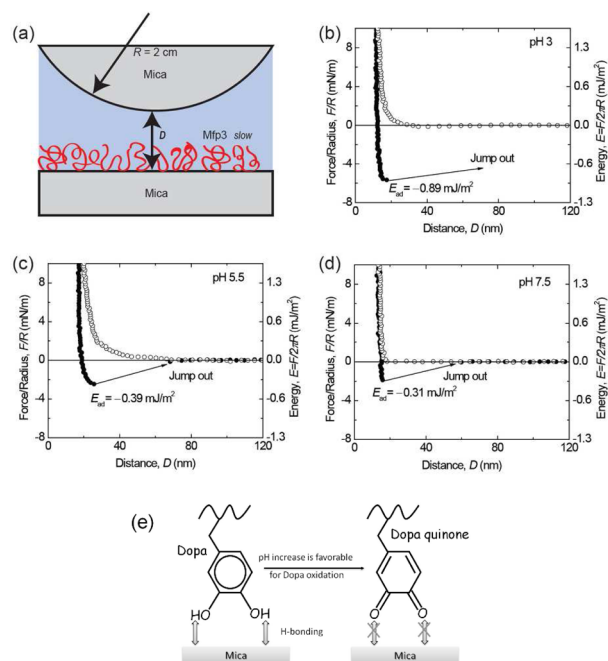 (a)
R = 2 cm
Mica
D
Mfp3 slow
Mica
(b)
pH 3
Force/Radius, F/R (mN/m)
8
4
0
-4
-8
0 40 80 120
Distance, D (nm)
Energy, E=F/2πR (mJ/m²)
1.3
0.6
0.0
-0.6
-1.3
Jump out
Ead = −0.89 mJ/m²
(c)
pH 5.5
Force/Radius, F/R (mN/m)
8
4
0
-4
-8
0 40 80 120
Distance, D (nm)
Energy, E=F/2πR (mJ/m²)
1.3
0.6
0.0
-0.6
-1.3
Jump out
Ead = −0.39 mJ/m²
(d)
pH 7.5
Force/Radius, F/R (mN/m)
8
4
0
-4
-8
0 40 80 120
Distance, D (nm)
Energy, E=F/2πR (mJ/m²)
1.3
0.6
0.0
-0.6
-1.3
Jump out
Ead = −0.31 mJ/m²
(e)
Dopa
HO
OH
H-bonding
Mica
pH increase is favorable
for Dopa oxidation
Dopa quinone
O
O
Mica